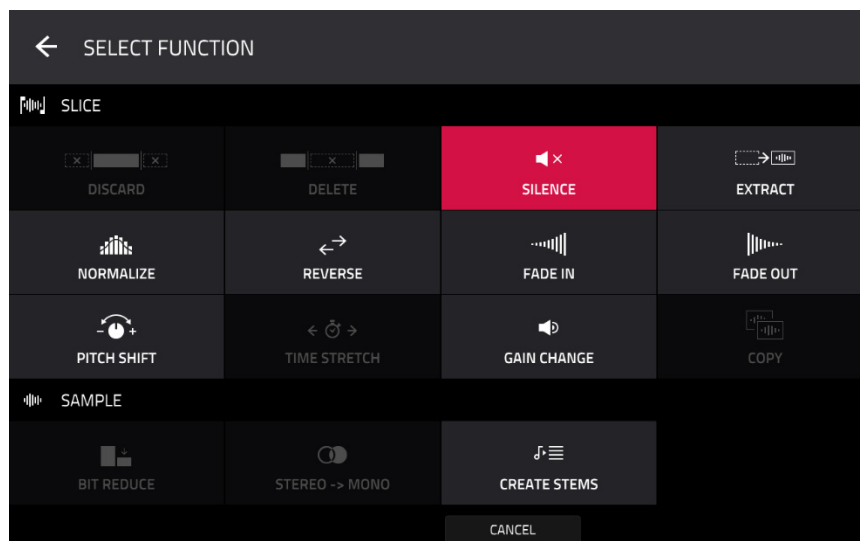 SELECT FUNCTION
SLICE
DISCARD
DELETE
SILENCE
EXTRACT
NORMALIZE
REVERSE
FADE IN
FADE OUT
PITCH SHIFT
TIME STRETCH
GAIN CHANGE
COPY
SAMPLE
BIT REDUCE
STEREO -> MONO
CREATE STEMS
CANCEL